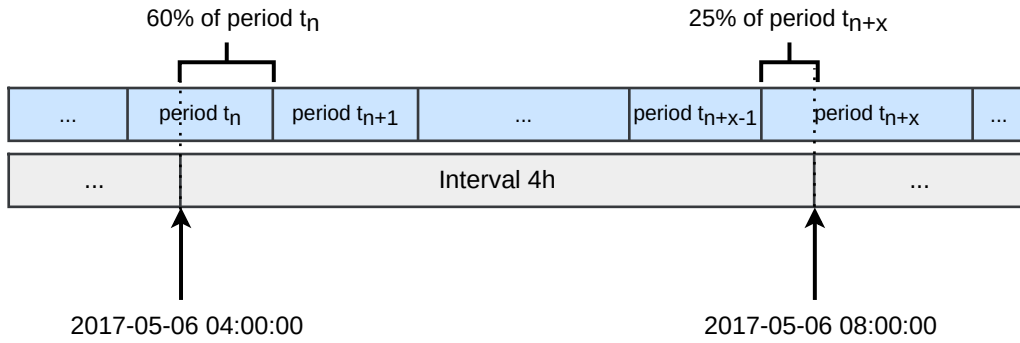 60% of period tn
25% of period tn+x
... period tn period tn+1 ... period tn+x-1 period tn+x ...
... Interval 4h ...
2017-05-06 04:00:00 2017-05-06 08:00:00